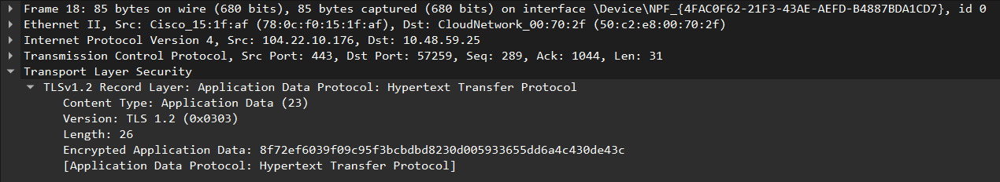 Frame 18: 85 bytes on wire (680 bits), 85 bytes captured (680 bits) on interface \Device\NPF_{4FAC0F62-21F3-43AE-AEFD-B4887BDA1CD7}, id 0
Ethernet II, Src: Cisco_15:1f:af (78:0c:f0:15:1f:af), Dst: CloudNetwork_00:70:2f (50:c2:e8:00:70:2f)
Internet Protocol Version 4, Src: 104.22.10.176, Dst: 10.48.59.25
Transmission Control Protocol, Src Port: 443, Dst Port: 57259, Seq: 289, Ack: 1044, Len: 31
Transport Layer Security
TLSv1.2 Record Layer: Application Data Protocol: Hypertext Transfer Protocol
Content Type: Application Data (23)
Version: TLS 1.2 (0x0303)
Length: 26
Encrypted Application Data: 8f72ef6039f09c95f3bcbdbd8230d005933655dd6a4c430de43c
[Application Data Protocol: Hypertext Transfer Protocol]